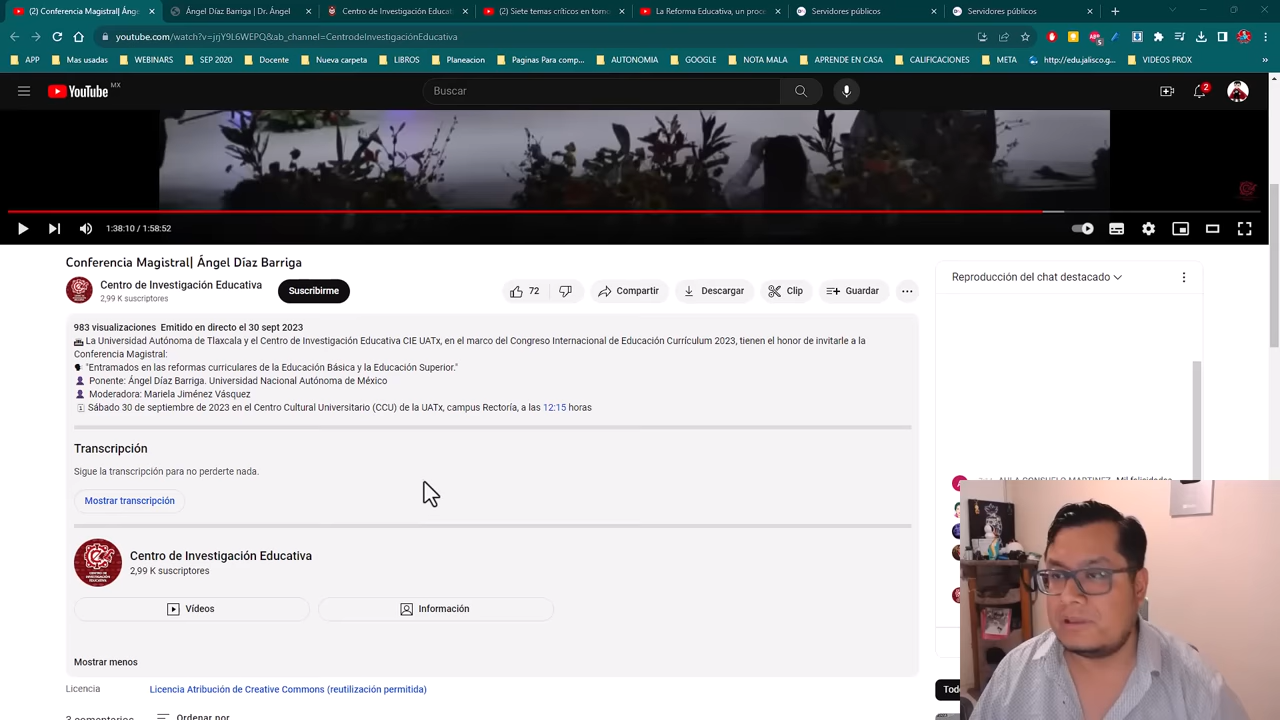 (2) Conferencia Magistral| Ánge
Ángel Díaz Barriga | Dr. Ángel
Centro de Investigación Educat
(2) Siete temas críticos en torno
La Reforma Educativa, un proce
Servidores públicos
Servidores públicos
youtube.com/watch?v=jrjY9L6WEPQ&ab_channel=CentrodeInvestigaciónEducativa
APP
Mas usadas
WEBINARS
SEP 2020
Docente
Nueva carpeta
LIBROS
Planeacion
Paginas Para comp...
AUTONOMIA
GOOGLE
NOTA MALA
APRENDE EN CASA
CALIFICACIONES
META
http://edu.jalisco.g...
VIDEOS PROX
YouTube MX
Buscar
2
1:38:10 / 1:58:52
Conferencia Magistral| Ángel Díaz Barriga
Centro de Investigación Educativa
2,99 K suscriptores
Suscribirme
72
Compartir
Descargar
Clip
Guardar
Reproducción del chat destacado
983 visualizaciones Emitido en directo el 30 sept 2023
La Universidad Autónoma de Tlaxcala y el Centro de Investigación Educativa CIE UATx, en el marco del Congreso Internacional de Educación Currículum 2023, tienen el honor de invitarle a la
Conferencia Magistral:
"Entramados en las reformas curriculares de la Educación Básica y la Educación Superior."
Ponente: Ángel Díaz Barriga. Universidad Nacional Autónoma de México
Moderadora: Mariela Jiménez Vásquez
Sábado 30 de septiembre de 2023 en el Centro Cultural Universitario (CCU) de la UATx, campus Rectoría, a las 12:15 horas
Transcripción
Sigue la transcripción para no perderte nada.
Mostrar transcripción
Centro de Investigación Educativa
2,99 K suscriptores
Vídeos
Información
Mostrar menos
Licencia
Licencia Atribución de Creative Commons (reutilización permitida)
3 comentarios
Ordenar por